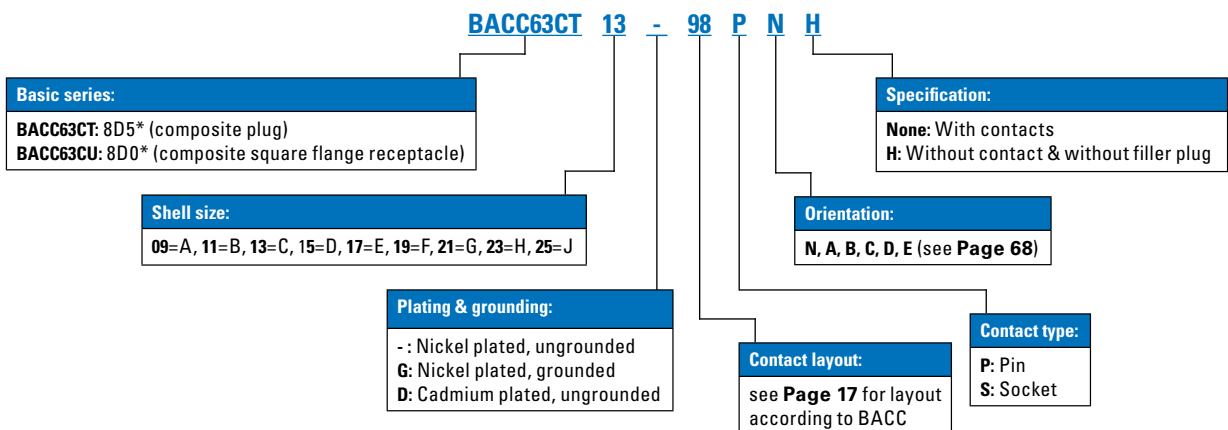 BACC63CT 13 - 98 P N H
Basic series:
BACC63CT: 8D5* (composite plug)
BACC63CU: 8D0* (composite square flange receptacle)
Specification:
None: With contacts
H: Without contact & without filler plug
Shell size:
09=A, 11=B, 13=C, 15=D, 17=E, 19=F, 21=G, 23=H, 25=J
Orientation:
N, A, B, C, D, E (see Page 68)
Plating & grounding:
- : Nickel plated, ungrounded
G: Nickel plated, grounded
D: Cadmium plated, ungrounded
Contact layout:
see Page 17 for layout
according to BACC
Contact type:
P: Pin
S: Socket